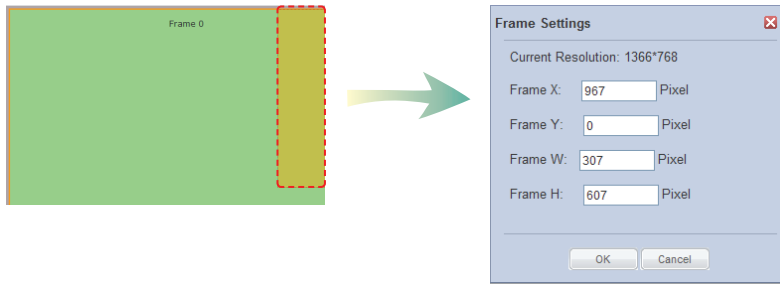 Frame 0
Frame Settings
Current Resolution: 1366*768
Frame X: 967 Pixel
Frame Y: 0 Pixel
Frame W: 307 Pixel
Frame H: 607 Pixel
OK Cancel